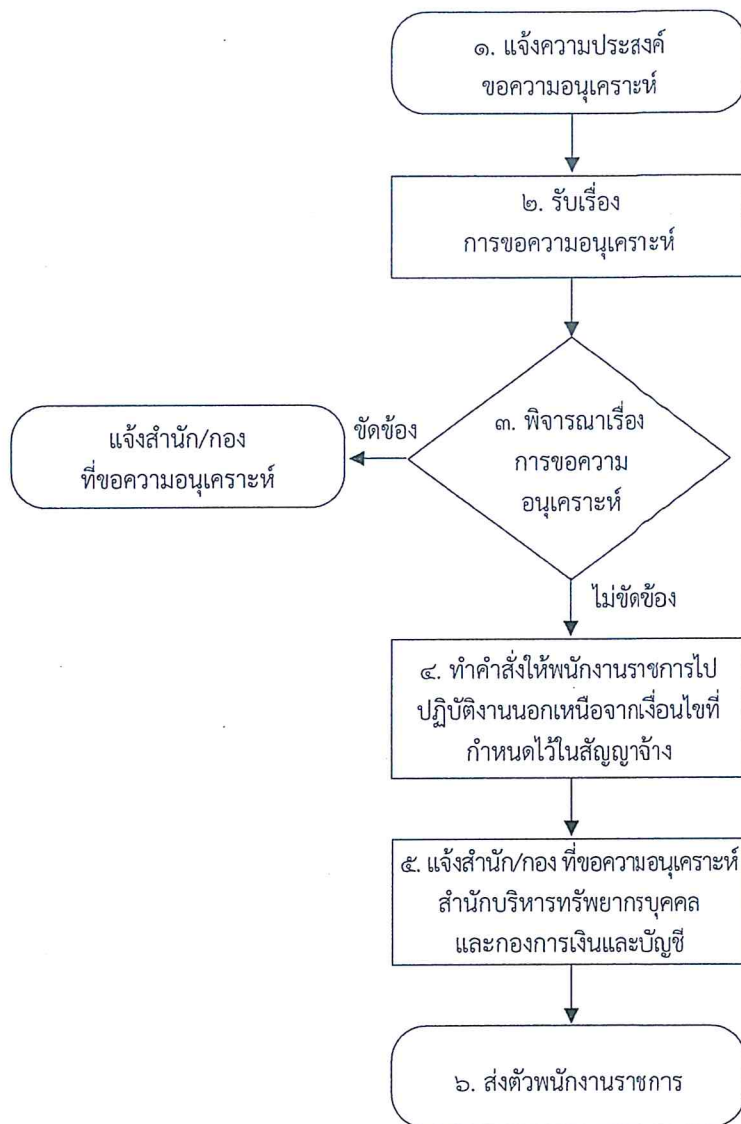 ๑. แจ้งความประสงค์
ขอความอนุเคราะห์
๒. รับเรื่อง
การขอความอนุเคราะห์
๓. พิจารณาเรื่อง
การขอความ
อนุเคราะห์
ขัดข้อง
แจ้งสำนัก/กอง
ที่ขอความอนุเคราะห์
ไม่ขัดข้อง
๔. ทำคำสั่งให้พนักงานราชการไป
ปฏิบัติงานนอกเหนือจากเงื่อนไขที่
กำหนดไว้ในสัญญาจ้าง
๕. แจ้งสำนัก/กอง ที่ขอความอนุเคราะห์
สำนักบริหารทรัพยากรบุคคล
และกองการเงินและบัญชี
๖. ส่งตัวพนักงานราชการ